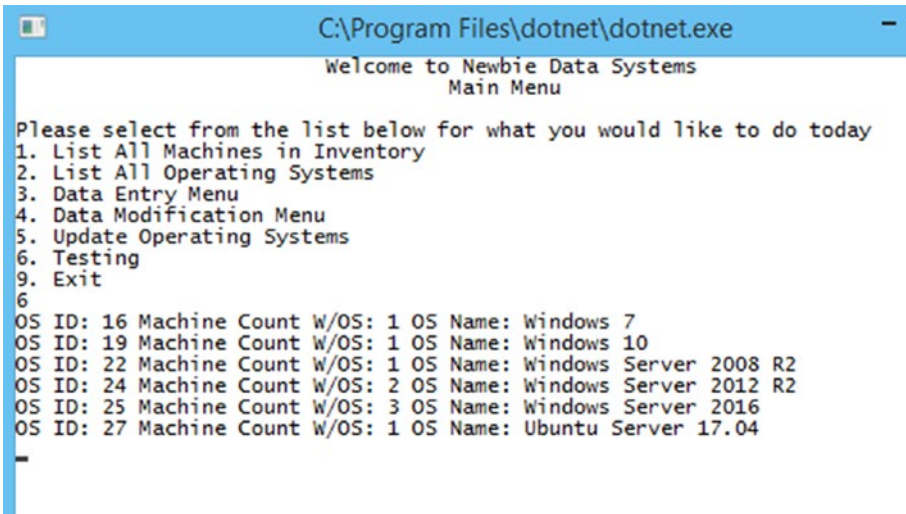 C:\Program Files\dotnet\dotnet.exe
Welcome to Newbie Data Systems
Main Menu
Please select from the list below for what you would like to do today
1. List All Machines in Inventory
2. List All Operating Systems
3. Data Entry Menu
4. Data Modification Menu
5. Update Operating Systems
6. Testing
9. Exit
6
OS ID: 16 Machine Count W/OS: 1 OS Name: Windows 7
OS ID: 19 Machine Count W/OS: 1 OS Name: Windows 10
OS ID: 22 Machine Count W/OS: 1 OS Name: Windows Server 2008 R2
OS ID: 24 Machine Count W/OS: 2 OS Name: Windows Server 2012 R2
OS ID: 25 Machine Count W/OS: 3 OS Name: Windows Server 2016
OS ID: 27 Machine Count W/OS: 1 OS Name: Ubuntu Server 17.04